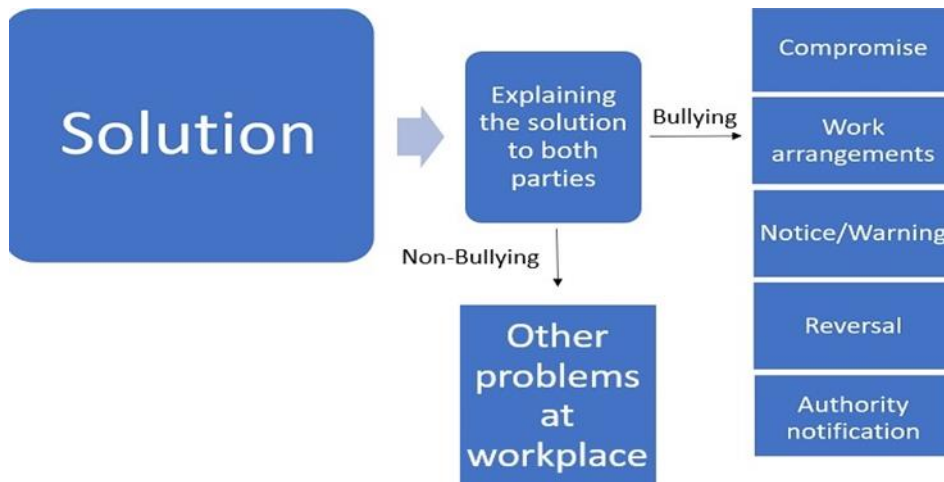 Solution
Explaining
the solution
to both
parties
Bullying
Non-Bullying
Other
problems
at
workplace
Compromise
Work
arrangements
Notice/Warning
Reversal
Authority
notification